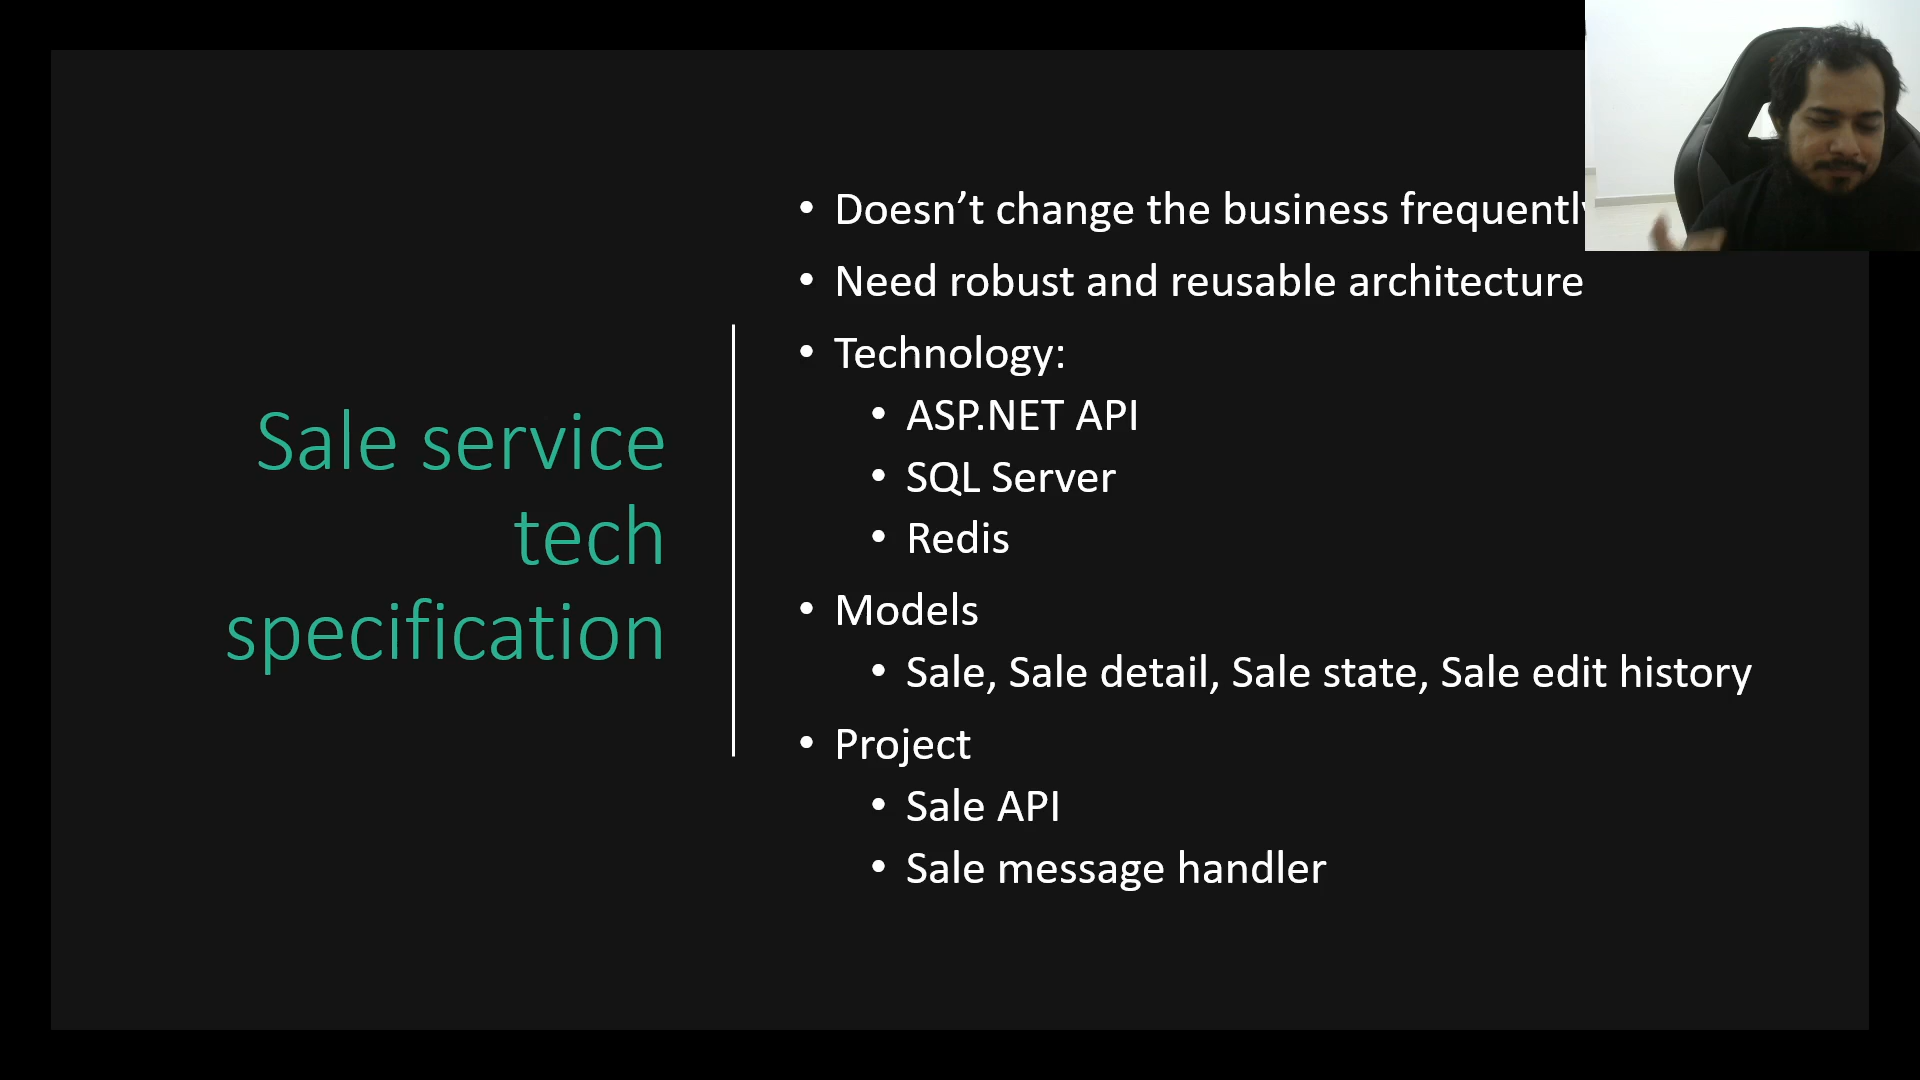 Sale service
tech
specification
• Doesn’t change the business frequently
• Need robust and reusable architecture
• Technology:
• ASP.NET API
• SQL Server
• Redis
• Models
• Sale, Sale detail, Sale state, Sale edit history
• Project
• Sale API
• Sale message handler